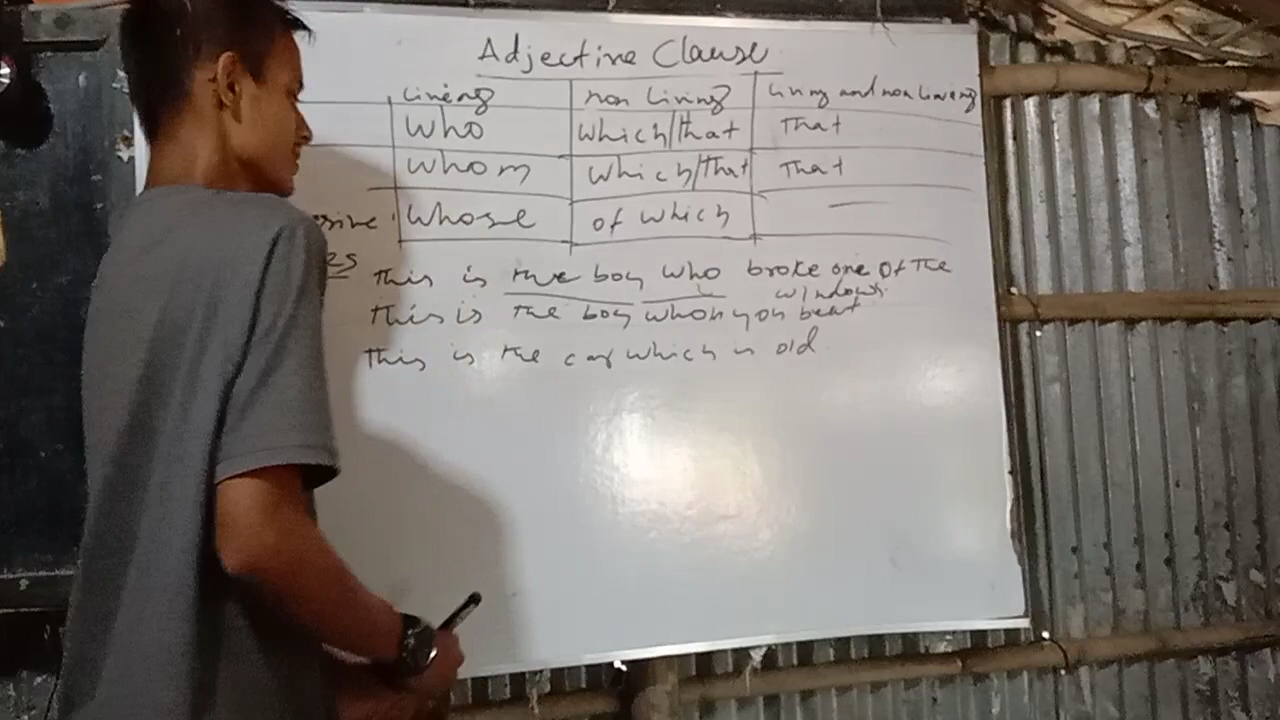 Adjective Clause
Living non Living Living and non Living
Who Which/That That
Whom Which/That That
Whose of which
This is the boy who broke one of the
windows.
This is the boy whom you beat
This is the car which is old